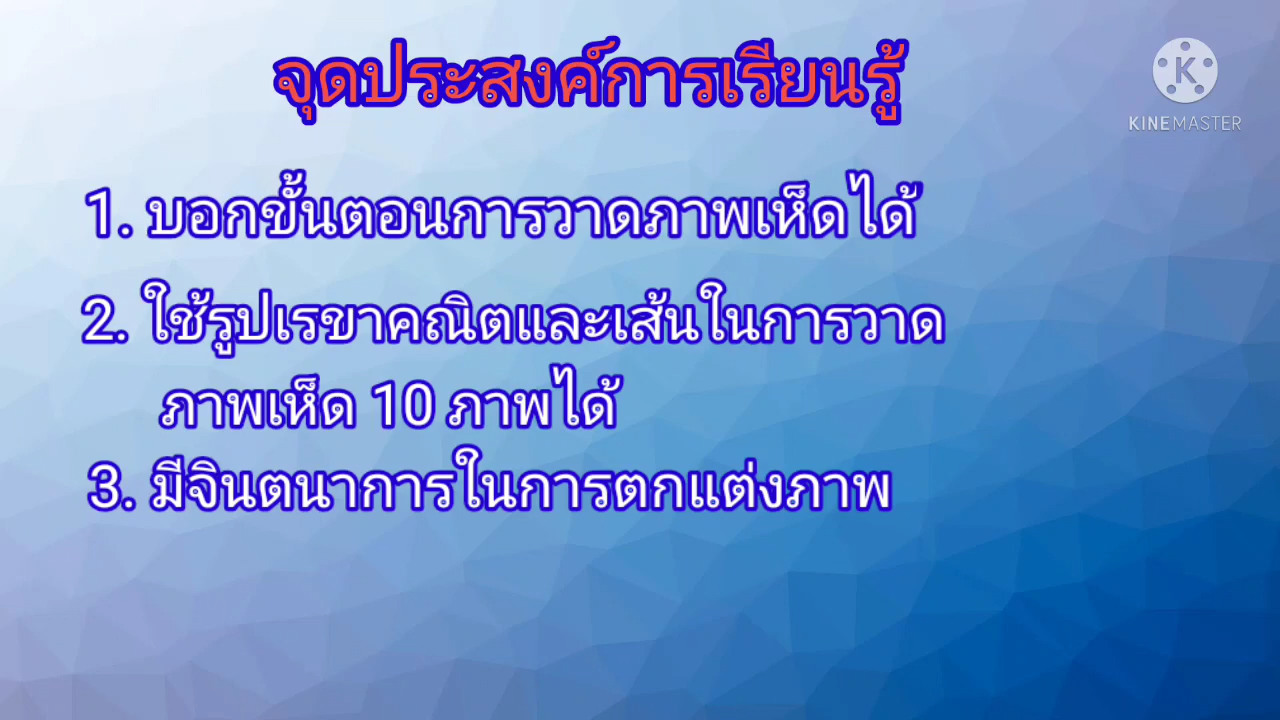 จุดประสงค์การเรียนรู้
KINEMASTER
1. บอกขั้นตอนการวาดภาพเห็ดได้
2. ใช้รูปเรขาคณิตและเส้นในการวาด
ภาพเห็ด 10 ภาพได้
3. มีจินตนาการในการตกแต่งภาพ